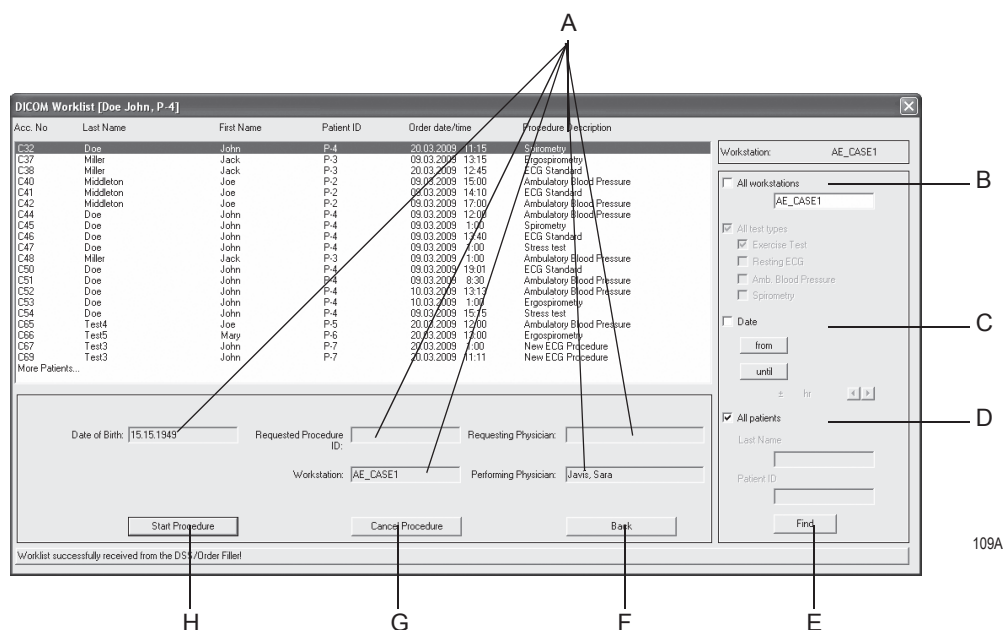 A
DICOM Worklist [Doe John, P-4]
Acc. No Last Name First Name Patient ID Order date/time Procedure Description
C32 Doe John P-4 20.03.2009 11:15 Spirometry
C37 Miller Jack P-3 09.03.2009 13:15 Ergospirometry
C38 Miller Jack P-3 20.03.2009 12:45 ECG Standard
C40 Middleton Joe P-2 09.03.2009 15:00 Ambulatory Blood Pressure
C41 Middleton Joe P-2 09.03.2009 14:10 ECG Standard
C42 Middleton Joe P-2 09.03.2009 17:00 Ambulatory Blood Pressure
C44 Doe John P-4 09.03.2009 12:00 Ambulatory Blood Pressure
C45 Doe John P-4 09.03.2009 1:00 Spirometry
C46 Doe John P-4 09.03.2009 13:40 ECG Standard
C47 Doe John P-4 09.03.2009 1:00 Stress test
C48 Miller Jack P-3 09.03.2009 1:00 Ambulatory Blood Pressure
C50 Doe John P-4 09.03.2009 19:01 ECG Standard
C51 Doe John P-4 09.03.2009 8:30 Ambulatory Blood Pressure
C52 Doe John P-4 10.03.2009 13:13 Ambulatory Blood Pressure
C53 Doe John P-4 10.03.2009 1:00 Ergospirometry
C54 Doe John P-4 09.03.2009 15:15 Stress test
C65 Test4 Joe P-5 20.03.2009 12:00 Ambulatory Blood Pressure
C66 Test5 Mary P-6 20.03.2009 13:00 Ergospirometry
C67 Test3 John P-7 20.03.2009 1:00 New ECG Procedure
C69 Test3 John P-7 20.03.2009 11:11 New ECG Procedure
More Patients...
Workstation: AE_CASE1
All workstations
B
AE_CASE1
All test types
Exercise Test
Resting ECG
Amb. Blood Pressure
Spirometry
Date
C
from
until
± hr
All patients
D
Last Name
Patient ID
Find
Date of Birth: 15.15.1949 Requested Procedure ID: Requesting Physician:
Workstation: AE_CASE1 Performing Physician: Javis, Sara
Start Procedure Cancel Procedure Back
Worklist successfully received from the DSS/Order Filler!
109A
H G F E